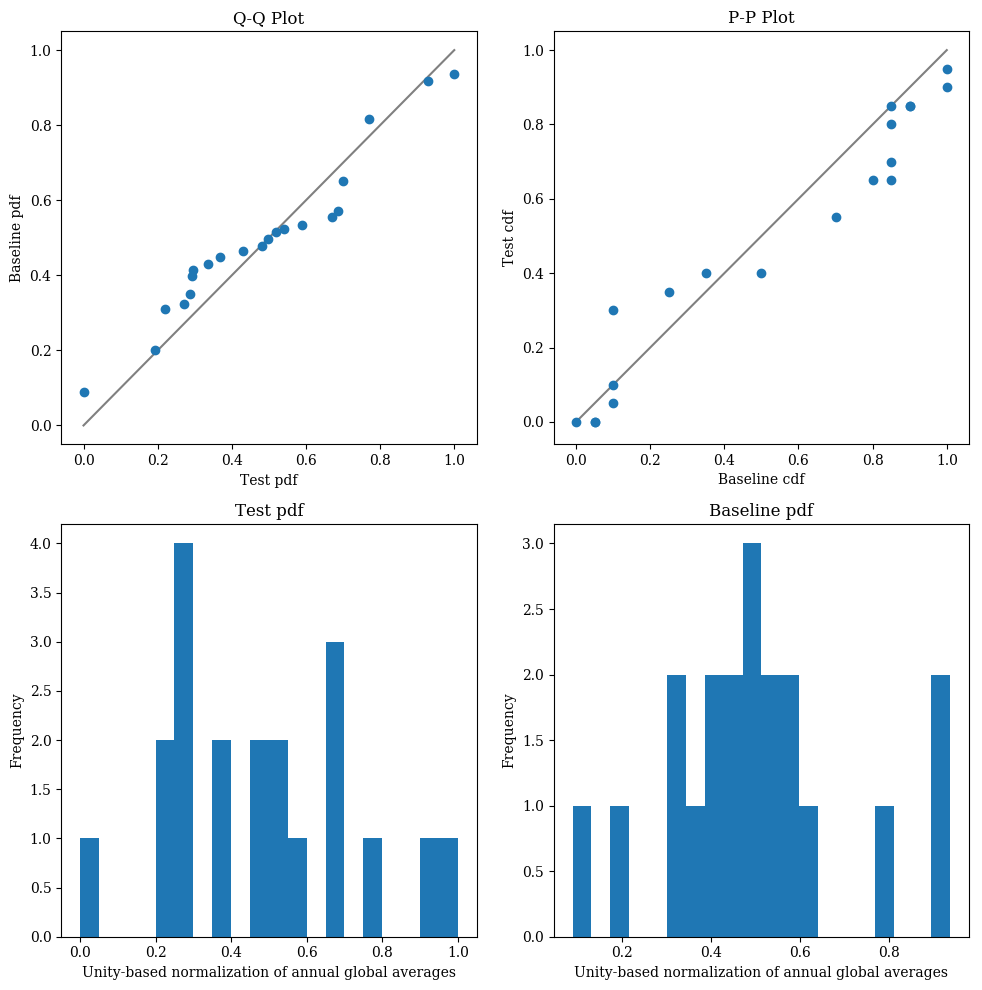 Q-Q Plot
1.0
0.8
0.6
0.4
0.2
0.0
Baseline pdf
0.0 0.2 0.4 0.6 0.8 1.0
Test pdf
P-P Plot
1.0
0.8
0.6
0.4
0.2
0.0
Test cdf
0.0 0.2 0.4 0.6 0.8 1.0
Baseline cdf
Test pdf
4.0
3.5
3.0
2.5
2.0
1.5
1.0
0.5
0.0
Frequency
0.0 0.2 0.4 0.6 0.8 1.0
Unity-based normalization of annual global averages
Baseline pdf
3.0
2.5
2.0
1.5
1.0
0.5
0.0
Frequency
0.2 0.4 0.6 0.8
Unity-based normalization of annual global averages